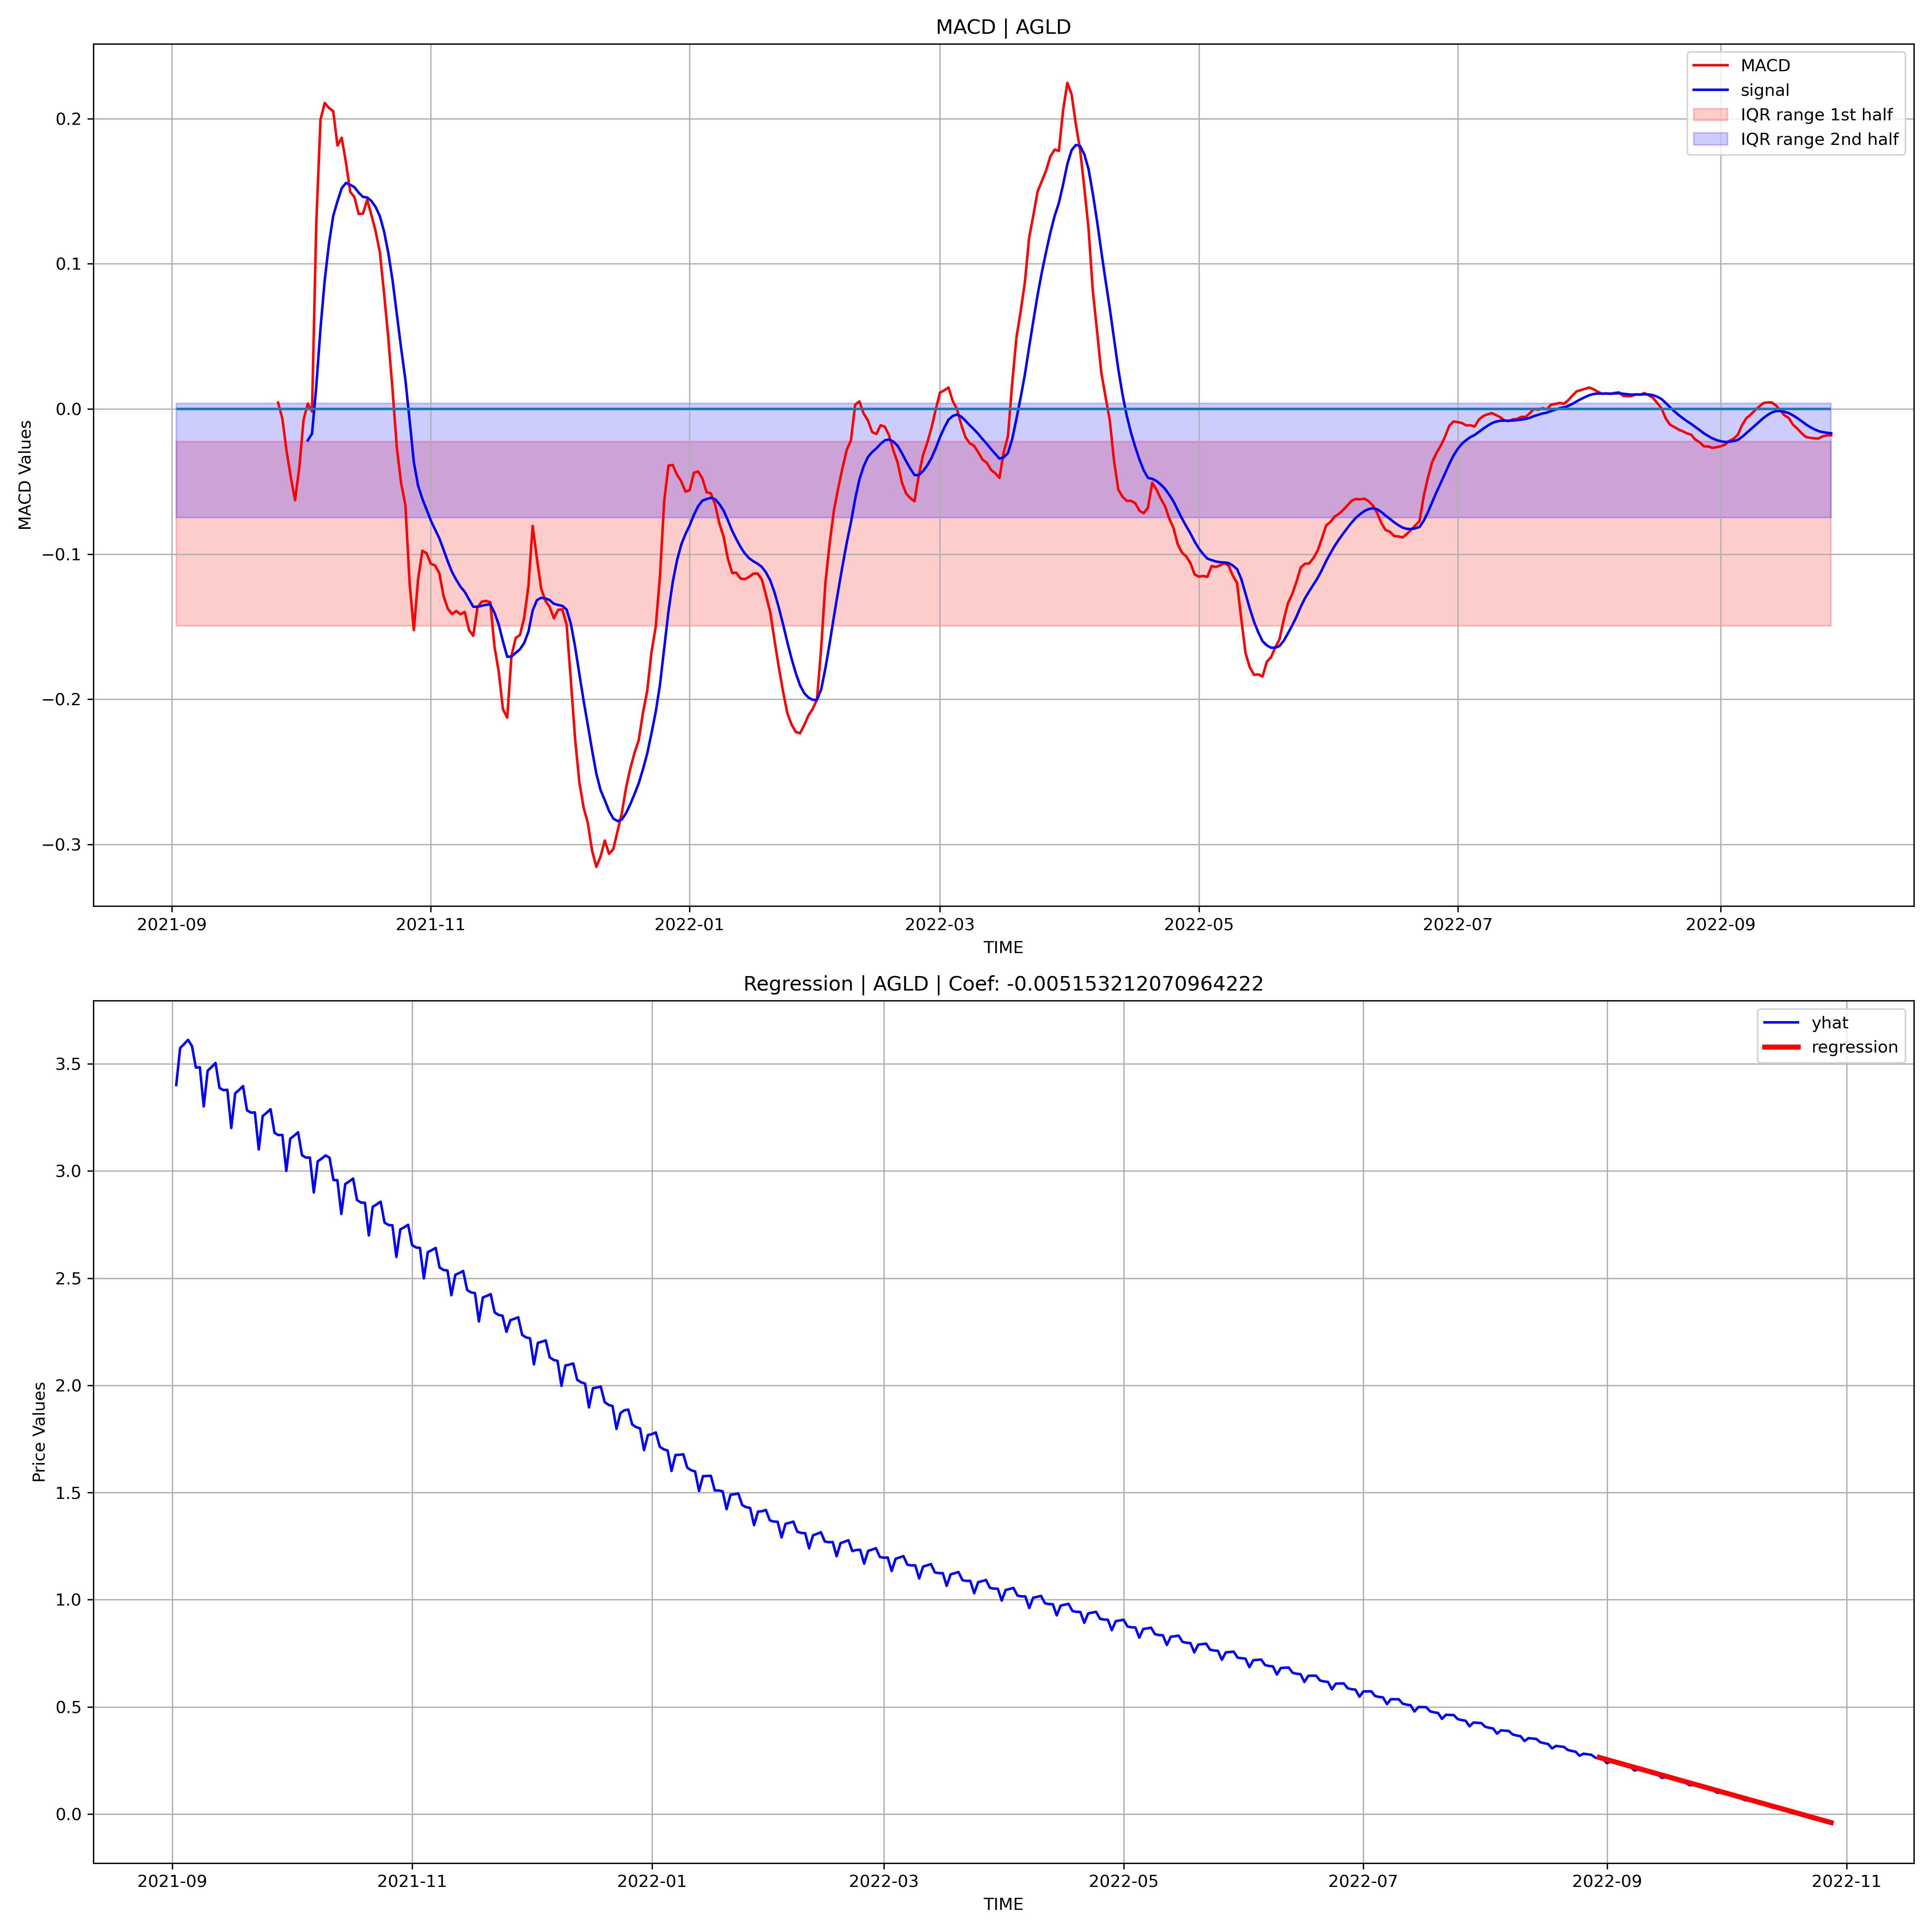 MACD | AGLD
MACD
signal
IQR range 1st half
IQR range 2nd half
MACD Values
0.2
0.1
0.0
−0.1
−0.2
−0.3
2021-09 2021-11 2022-01 2022-03 2022-05 2022-07 2022-09
TIME
Regression | AGLD | Coef: -0.005153212070964222
yhat
regression
Price Values
3.5
3.0
2.5
2.0
1.5
1.0
0.5
0.0
2021-09 2021-11 2022-01 2022-03 2022-05 2022-07 2022-09 2022-11
TIME